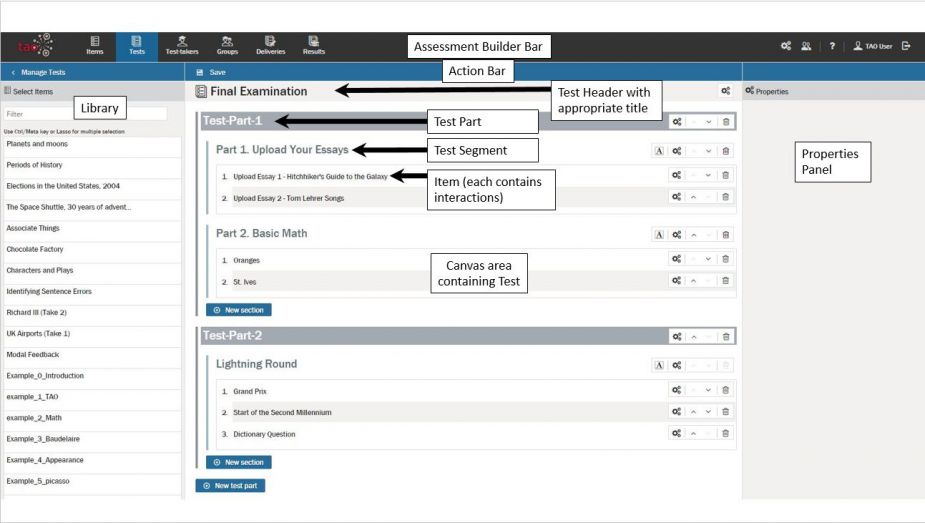 tao
Items
Tests
Test-takers
Groups
Deliveries
Results
Assessment Builder Bar
?
TAO User
< Manage Tests
Save
Action Bar
Select Items
Library
Final Examination
Test Header with
appropriate title
Properties
Filter
Use Ctrl/Meta key or Lasso for multiple selection
Planets and moons
Periods of History
Elections in the United States, 2004
The Space Shuttle, 30 years of advent...
Associate Things
Chocolate Factory
Characters and Plays
Identifying Sentence Errors
Richard III (Take 2)
UK Airports (Take 1)
Modal Feedback
Example_0_Introduction
example_1_TAO
example_2_Math
Example_3_Baudelaire
Example_4_Appearance
Example_5_picasso
Test-Part-1
Test Part
Part 1. Upload Your Essays
Test Segment
A
1. Upload Essay 1 - Hitchhiker's Guide to the Galaxy
Item (each contains
interactions)
2. Upload Essay 2 - Tom Lehrer Songs
Part 2. Basic Math
A
1. Oranges
2. St. Ives
Canvas area
containing Test
New section
Test-Part-2
Lightning Round
A
1. Grand Prix
2. Start of the Second Millennium
3. Dictionary Question
New section
New test part
Properties
Panel